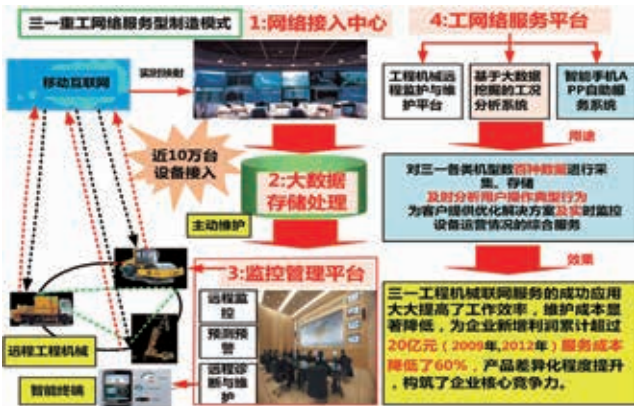 三一重工网络服务型制造模式
1:网络接入中心
移动互联网
实时映射
近10万台
设备接入
2:大数据
存储处理
主动维护
3:监控管理平台
远程监
控
预测预
警
远程诊
断与维
护
远程工程机械
智能终端
4:工网络服务平台
工程机械远
程监护与维
护平台
基于大数据
挖掘的工况
分析系统
智能手机A
PP自助服
务系统
用途
对三一各类机型数百种数据进行采
集、存储
及时分析用户操作典型行为
为客户提供优化解决方案及实时监控
设备运营情况的综合服务
效果
三一工程机械联网服务的成功应用
大大提高了工作效率，维护成本显
著降低，为企业新增利润累计超过
20亿元（2009年,2012年）服务成本
降低了60%，产品差异化程度提升
，构筑了企业核心竞争力。